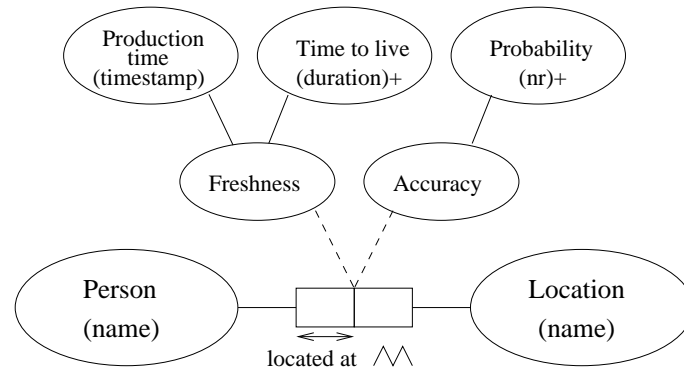 Production
time
(timestamp)
Time to live
(duration)+
Probability
(nr)+
Freshness
Accuracy
Person
(name)
Location
(name)
located at